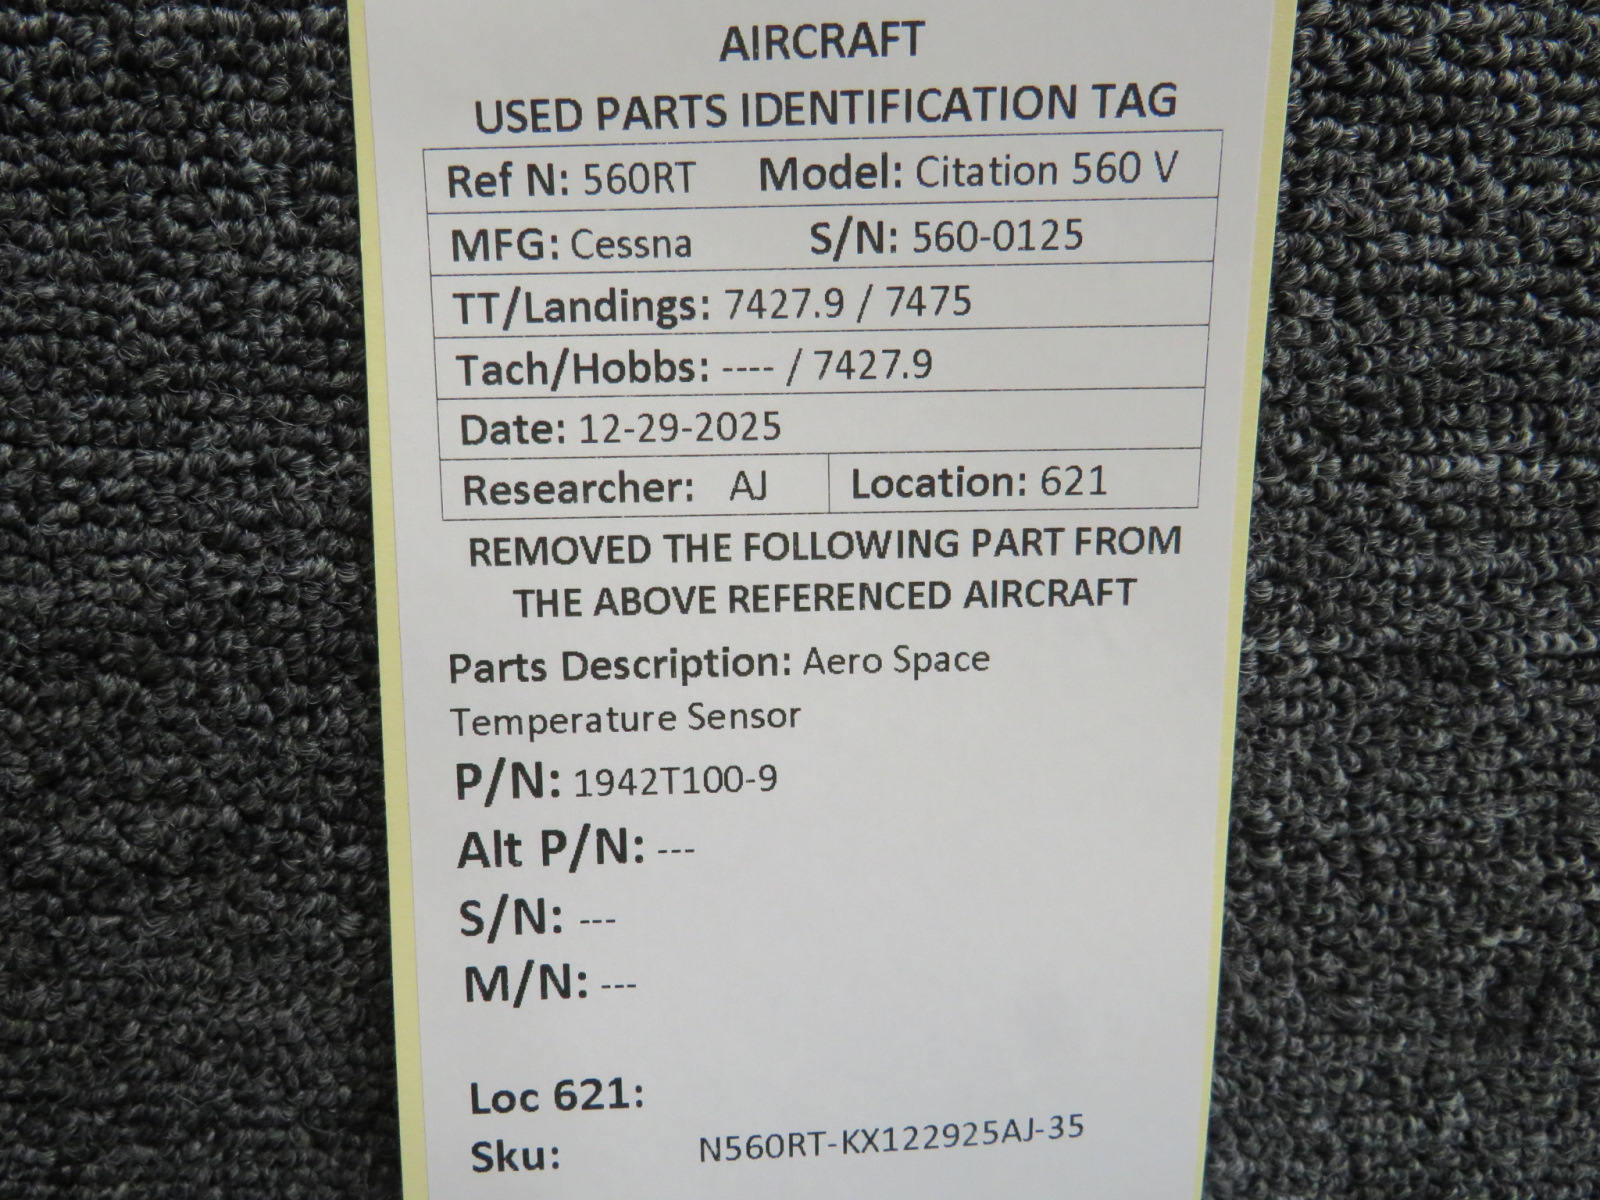 AIRCRAFT
USED PARTS IDENTIFICATION TAG
Ref N: 560RT Model: Citation 560 V
MFG: Cessna S/N: 560-0125
TT/Landings: 7427.9 / 7475
Tach/Hobbs: ---- / 7427.9
Date: 12-29-2025
Researcher: AJ Location: 621
REMOVED THE FOLLOWING PART FROM
THE ABOVE REFERENCED AIRCRAFT
Parts Description: Aero Space
Temperature Sensor
P/N: 1942T100-9
Alt P/N: ---
S/N: ---
M/N: ---
Loc 621:
Sku: N560RT-KX122925AJ-35